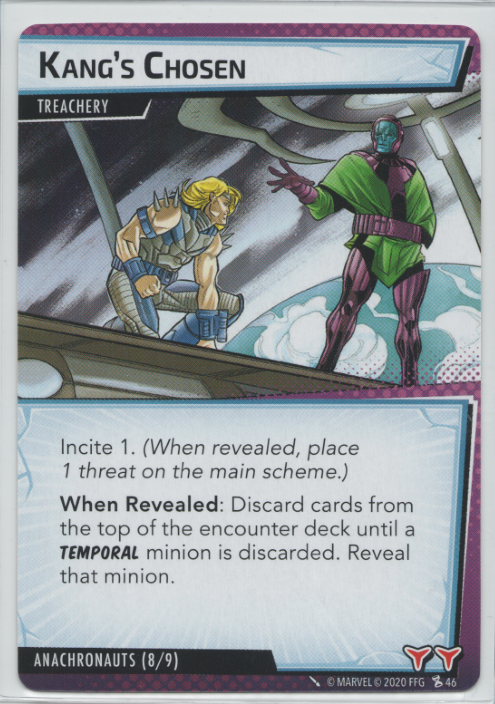 KANG'S CHOSEN
TREACHERY
Incite 1. (When revealed, place
1 threat on the main scheme.)
When Revealed: Discard cards from
the top of the encounter deck until a
TEMPORAL minion is discarded. Reveal
that minion.
ANACHRONAUTS (8/9)
© MARVEL © 2020 FFG 46